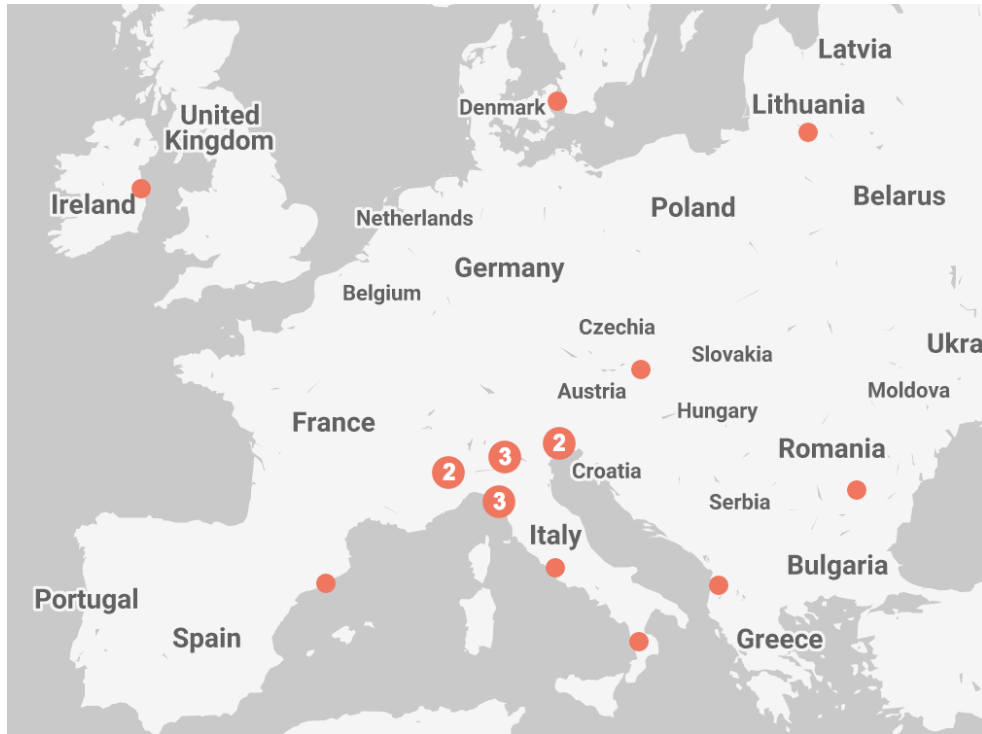 Latvia
Lithuania
Denmark
United
Kingdom
Belarus
Ireland
Poland
Netherlands
Germany
Belgium
Czechia
Ukra
Slovakia
Austria
Moldova
Hungary
France
2
Romania
3
2
Croatia
3
Serbia
Italy
Bulgaria
Portugal
Spain
Greece